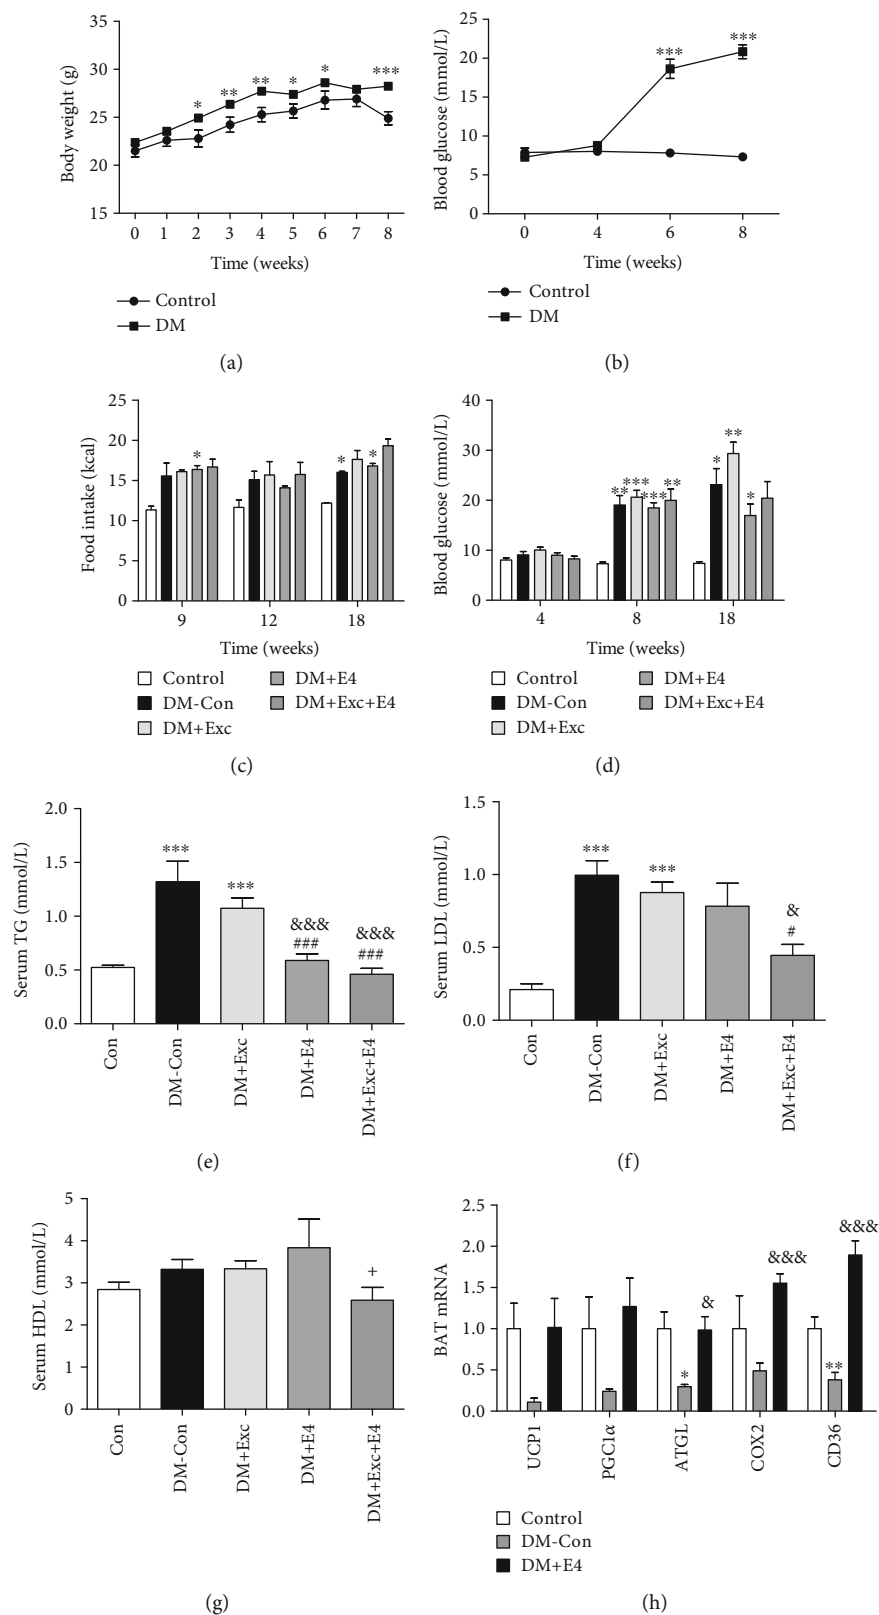 Body weight (g)
35
30
25
20
15
*
**
**
*
*
***
0 1 2 3 4 5 6 7 8
Time (weeks)
Control
DM
(a)
Blood glucose (mmol/L)
25
20
15
10
5
0
***
***
0 4 6 8
Time (weeks)
Control
DM
(b)
Food intake (kcal)
25
20
15
10
5
0
*
*
*
9 12 18
Time (weeks)
Control
DM-Con
DM+Exc
DM+E4
DM+Exc+E4
(c)
Blood glucose (mmol/L)
40
30
20
10
0
**
***
***
**
*
**
*
4 8 18
Time (weeks)
Control
DM-Con
DM+Exc
DM+E4
DM+Exc+E4
(d)
Serum TG (mmol/L)
2.0
1.5
1.0
0.5
0.0
***
***
&&&
###
&&&
###
Con
DM-Con
DM+Exc
DM+E4
DM+Exc+E4
(e)
Serum LDL (mmol/L)
1.5
1.0
0.5
0.0
***
***
&
#
Con
DM-Con
DM+Exc
DM+E4
DM+Exc+E4
(f)
Serum HDL (mmol/L)
5
4
3
2
1
0
+
Con
DM-Con
DM+Exc
DM+E4
DM+Exc+E4
(g)
BAT mRNA
2.5
2.0
1.5
1.0
0.5
0.0
*
&
&&&
**
&&&
UCP1
PGC1α
ATGL
COX2
CD36
Control
DM-Con
DM+E4
(h)